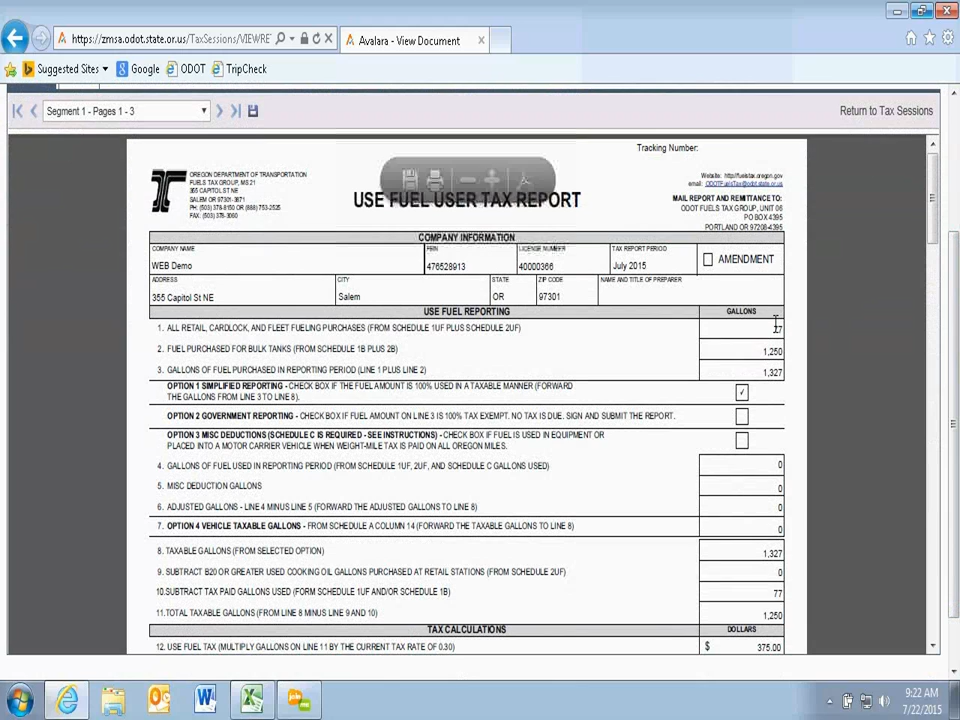 https://zmsa.odot.state.or.us/TaxSessions/VIEWRE
Avalara - View Document
Suggested Sites
Google
ODOT
TripCheck
Segment 1 - Pages 1 - 3
Return to Tax Sessions
Tracking Number:
OREGON DEPARTMENT OF TRANSPORTATION
FUELS TAX GROUP, MS 21
355 CAPITOL ST NE
SALEM OR 97301-3871
PH: (503) 378-8150 OR (888) 753-2525
FAX: (503) 378-3060
USE FUEL USER TAX REPORT
Website: http://fuelstax.oregon.gov
email: ODOTFuelsTax@odot.state.or.us
MAIL REPORT AND REMITTANCE TO:
ODOT FUELS TAX GROUP, UNIT 06
PO BOX 4395
PORTLAND OR 97208-4395
COMPANY INFORMATION
COMPANY NAME
WEB Demo
FEIN
476528913
LICENSE NUMBER
40000366
TAX REPORT PERIOD
July 2015
AMENDMENT
ADDRESS
355 Capitol St NE
CITY
Salem
STATE
OR
ZIP CODE
97301
NAME AND TITLE OF PREPARER
USE FUEL REPORTING GALLONS
1. ALL RETAIL, CARDLOCK, AND FLEET FUELING PURCHASES (FROM SCHEDULE 1UF PLUS SCHEDULE 2UF)
2. FUEL PURCHASED FOR BULK TANKS (FROM SCHEDULE 1B PLUS 2B) 1,250
3. GALLONS OF FUEL PURCHASED IN REPORTING PERIOD (LINE 1 PLUS LINE 2) 1,327
OPTION 1 SIMPLIFIED REPORTING - CHECK BOX IF THE FUEL AMOUNT IS 100% USED IN A TAXABLE MANNER (FORWARD
THE GALLONS FROM LINE 3 TO LINE 8).
OPTION 2 GOVERNMENT REPORTING - CHECK BOX IF FUEL AMOUNT ON LINE 3 IS 100% TAX EXEMPT. NO TAX IS DUE. SIGN AND SUBMIT THE REPORT.
OPTION 3 MISC DEDUCTIONS (SCHEDULE C IS REQUIRED - SEE INSTRUCTIONS) - CHECK BOX IF FUEL IS USED IN EQUIPMENT OR
PLACED INTO A MOTOR CARRIER VEHICLE WHEN WEIGHT-MILE TAX IS PAID ON ALL OREGON MILES.
4. GALLONS OF FUEL USED IN REPORTING PERIOD (FROM SCHEDULE 1UF, 2UF, AND SCHEDULE C GALLONS USED) 0
5. MISC DEDUCTION GALLONS 0
6. ADJUSTED GALLONS - LINE 4 MINUS LINE 5 (FORWARD THE ADJUSTED GALLONS TO LINE 8) 0
7. OPTION 4 VEHICLE TAXABLE GALLONS - FROM SCHEDULE A COLUMN 14 (FORWARD THE TAXABLE GALLONS TO LINE 8) 0
8. TAXABLE GALLONS (FROM SELECTED OPTION) 1,327
9. SUBTRACT B20 OR GREATER USED COOKING OIL GALLONS PURCHASED AT RETAIL STATIONS (FROM SCHEDULE 2UF) 0
10.SUBTRACT TAX PAID GALLONS USED (FORM SCHEDULE 1UF AND/OR SCHEDULE 1B) 77
11.TOTAL TAXABLE GALLONS (FROM LINE 8 MINUS LINE 9 AND 10) 1,250
TAX CALCULATIONS DOLLARS
12. USE FUEL TAX (MULTIPLY GALLONS ON LINE 11 BY THE CURRENT TAX RATE OF 0.30) $ 375.00
9:22 AM
7/22/2015